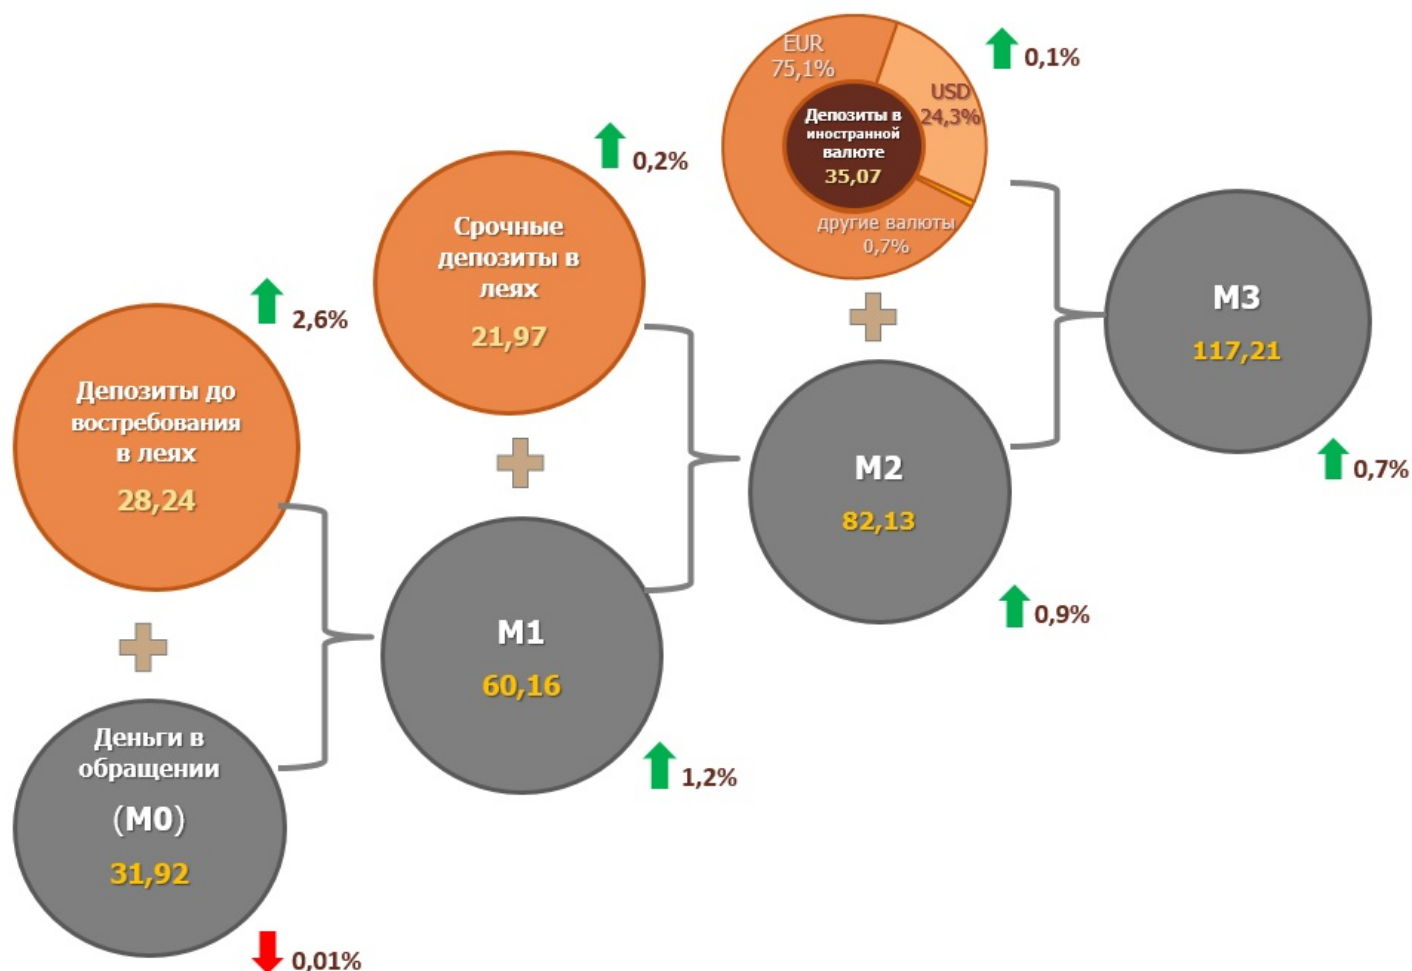 EUR
75,1%
USD
24,3%
Депозиты в
иностранной
валюте
35,07
другие валюты
0,7%
0,1%
Срочные
депозиты в
леях
21,97
0,2%
Депозиты до
востребования
в леях
28,24
2,6%
M3
117,21
0,7%
M2
82,13
0,9%
M1
60,16
1,2%
Деньги в
обращении
(M0)
31,92
0,01%